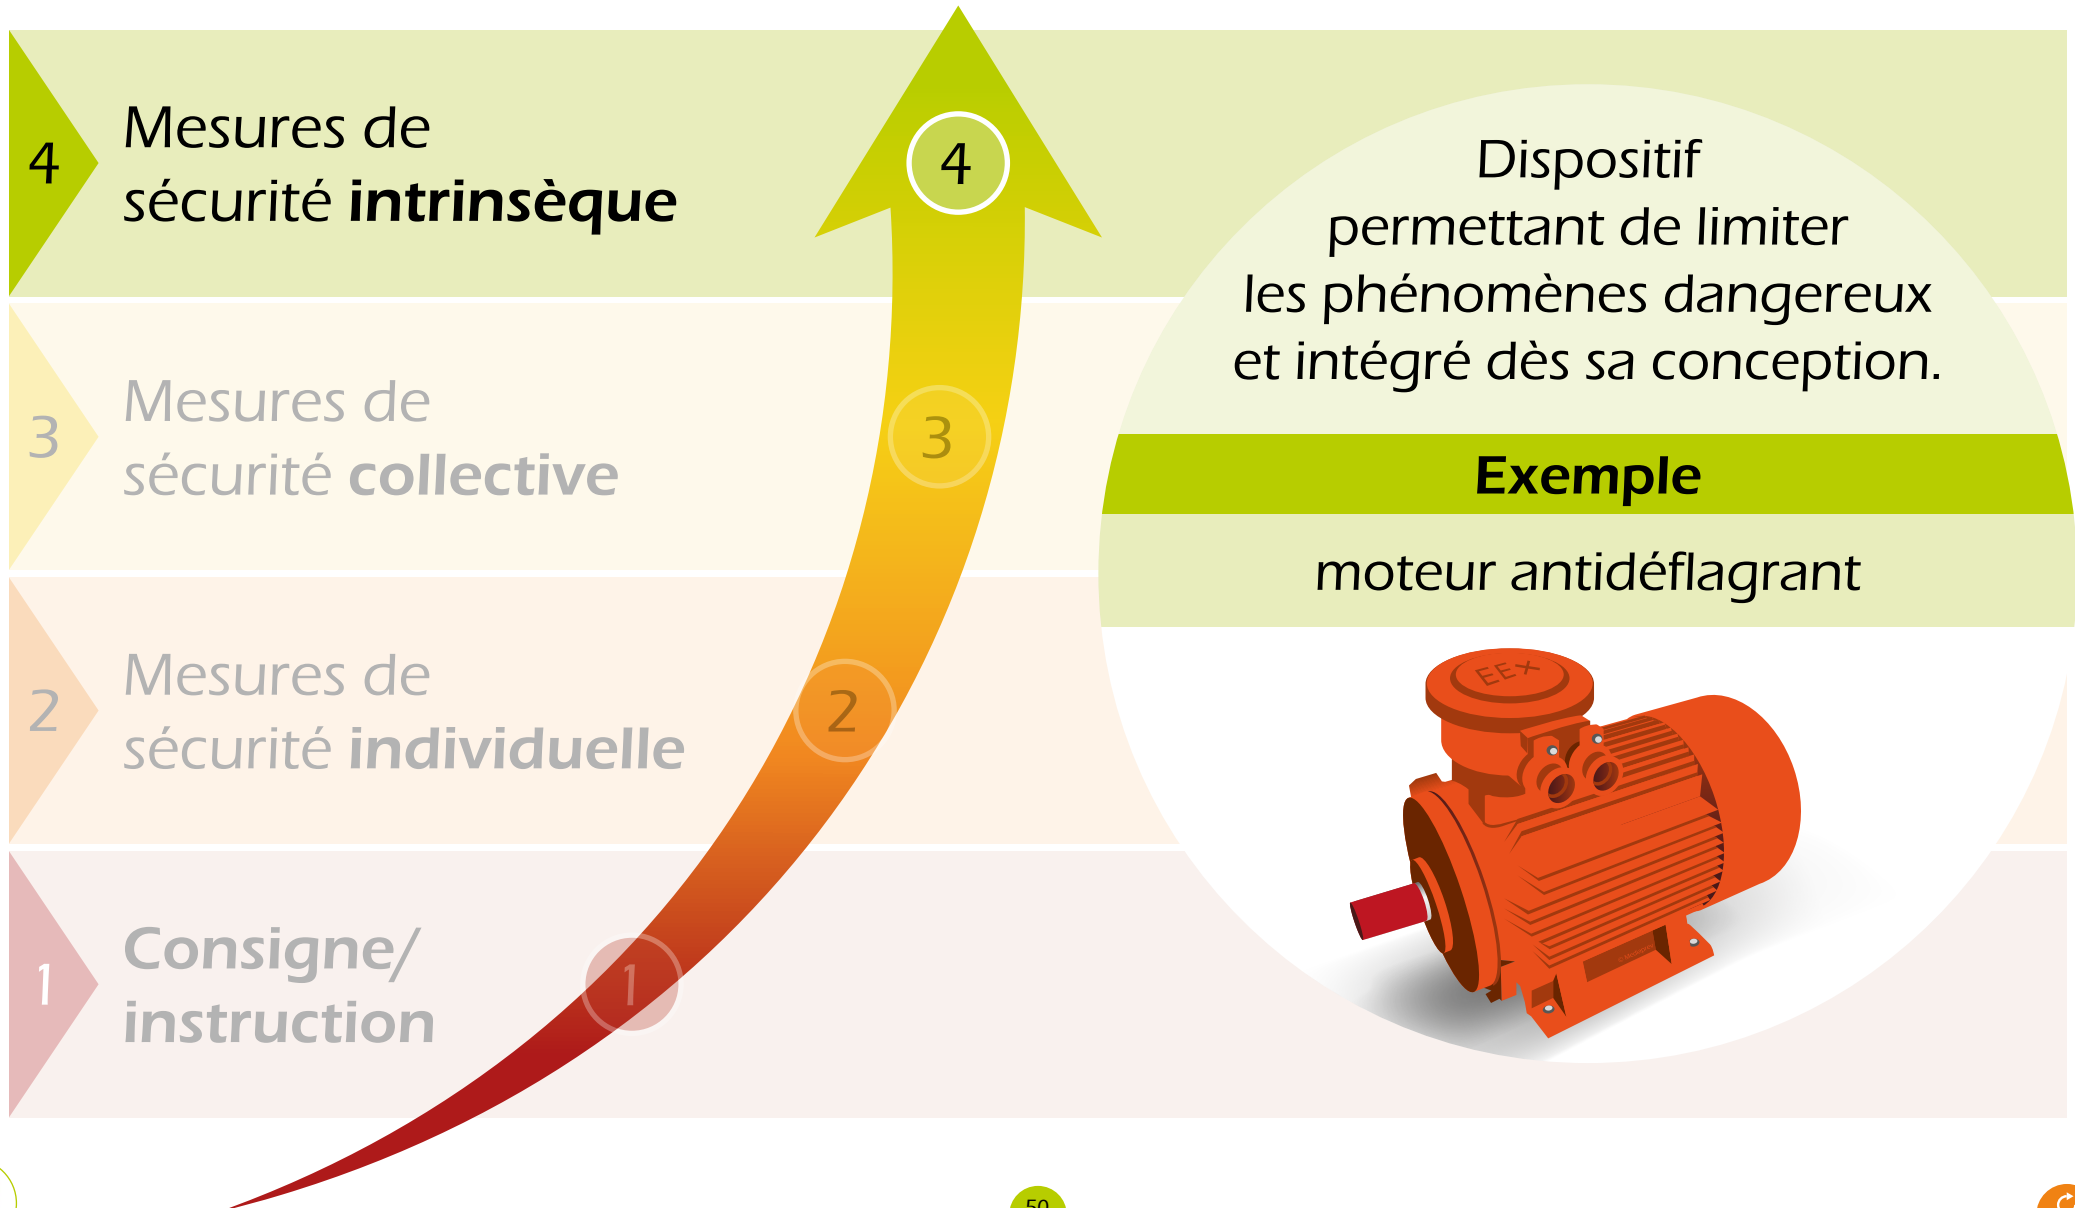 4
Mesures de
sécurité intrinsèque
4
Dispositif
permettant de limiter
les phénomènes dangereux
et intégré dès sa conception.
Exemple
moteur antidéflagrant
EEX
3
Mesures de
sécurité collective
3
2
Mesures de
sécurité individuelle
2
1
Consigne/
instruction
1
50